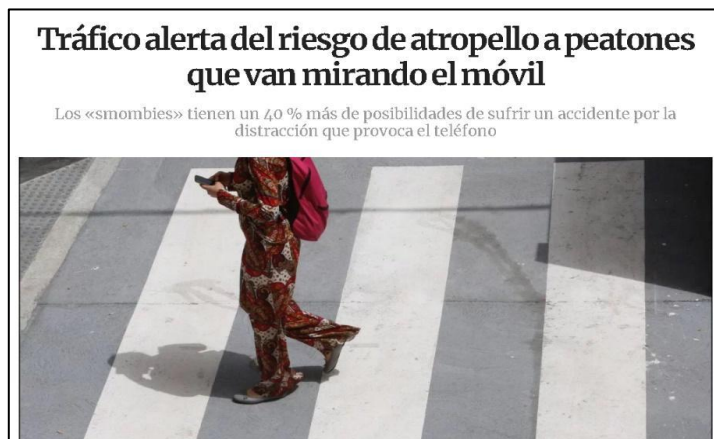 Tráfico alerta del riesgo de atropello a peatones
que van mirando el móvil
Los «smombies» tienen un 40 % más de posibilidades de sufrir un accidente por la
distracción que provoca el teléfono